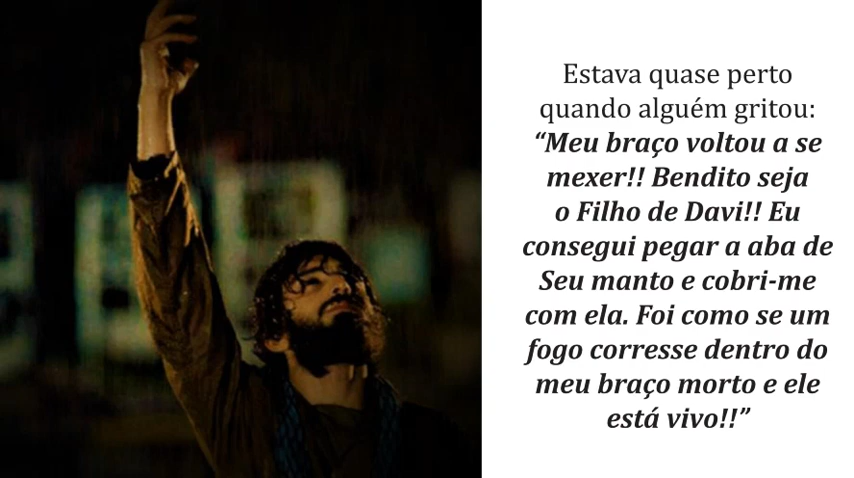 Estava quase perto
quando alguém gritou:
“Meu braço voltou a se
mexer!! Bendito seja
o Filho de Davi!! Eu
consegui pegar a aba de
Seu manto e cobri-me
com ela. Foi como se um
fogo corresse dentro do
meu braço morto e ele
está vivo!!”